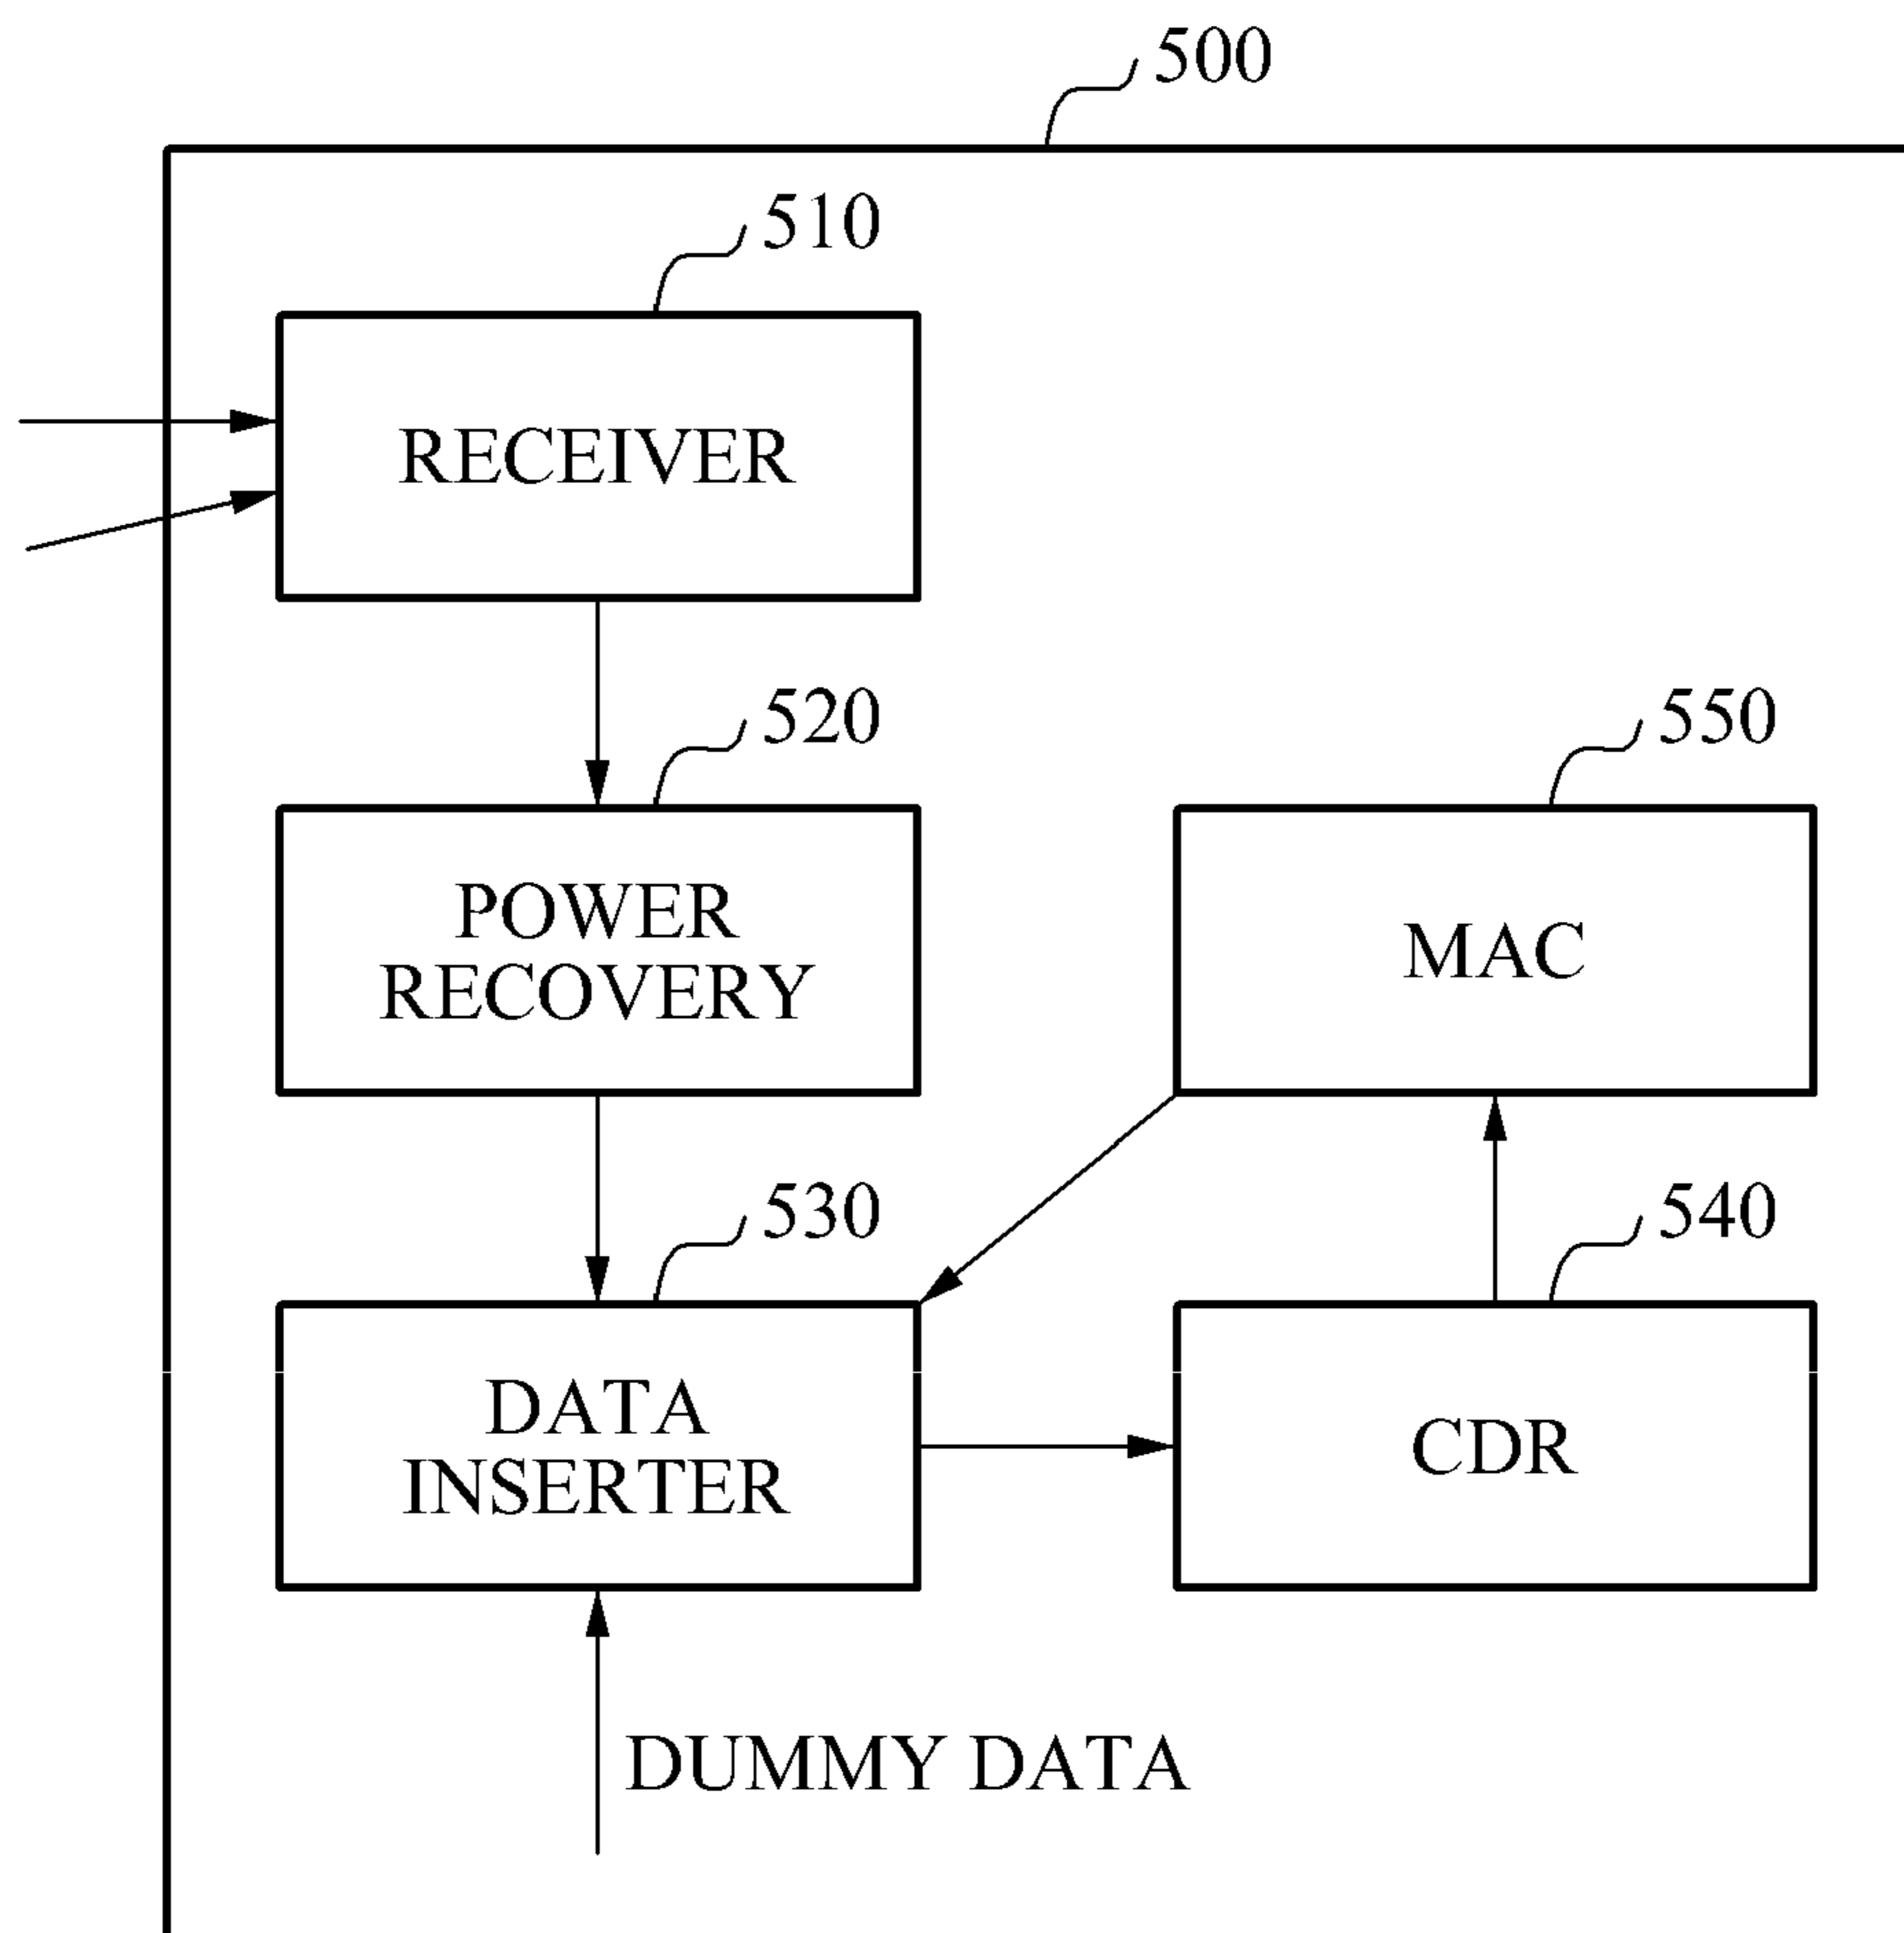 500
510
RECEIVER
520
POWER
RECOVERY
550
MAC
530
DATA
INSERTER
540
CDR
DUMMY DATA